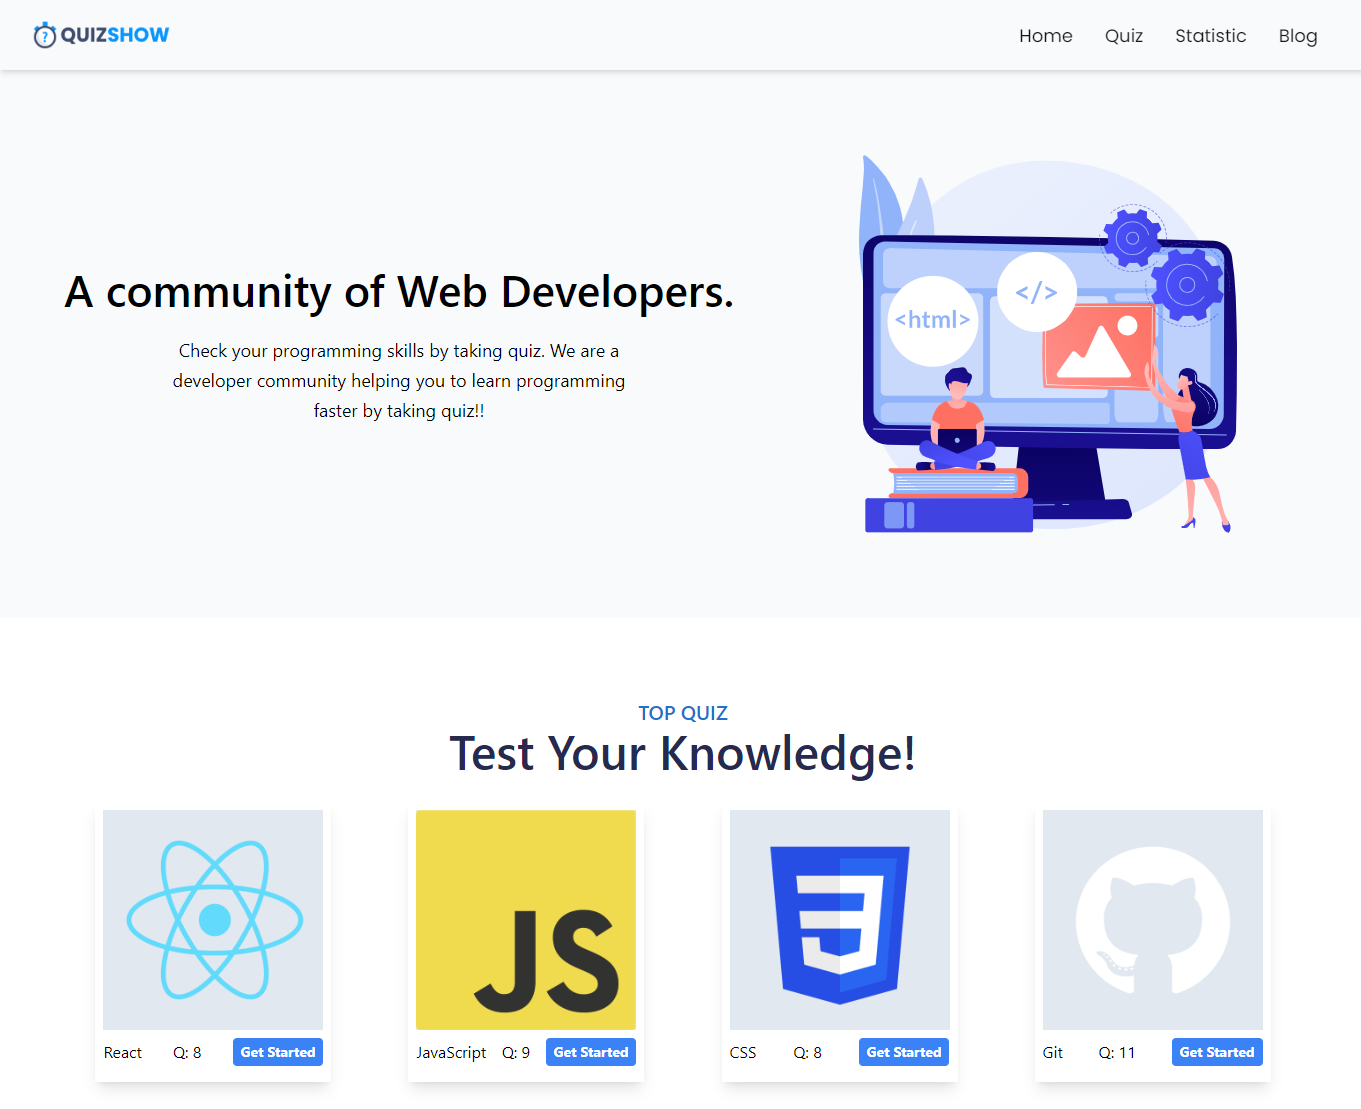 QUIZSHOW
Home Quiz Statistic Blog
A community of Web Developers.
Check your programming skills by taking quiz. We are a
developer community helping you to learn programming
faster by taking quiz!!
<html>
</>
TOP QUIZ
Test Your Knowledge!
JS
3
React Q: 8 Get Started
JavaScript Q: 9 Get Started
CSS Q: 8 Get Started
Git Q: 11 Get Started